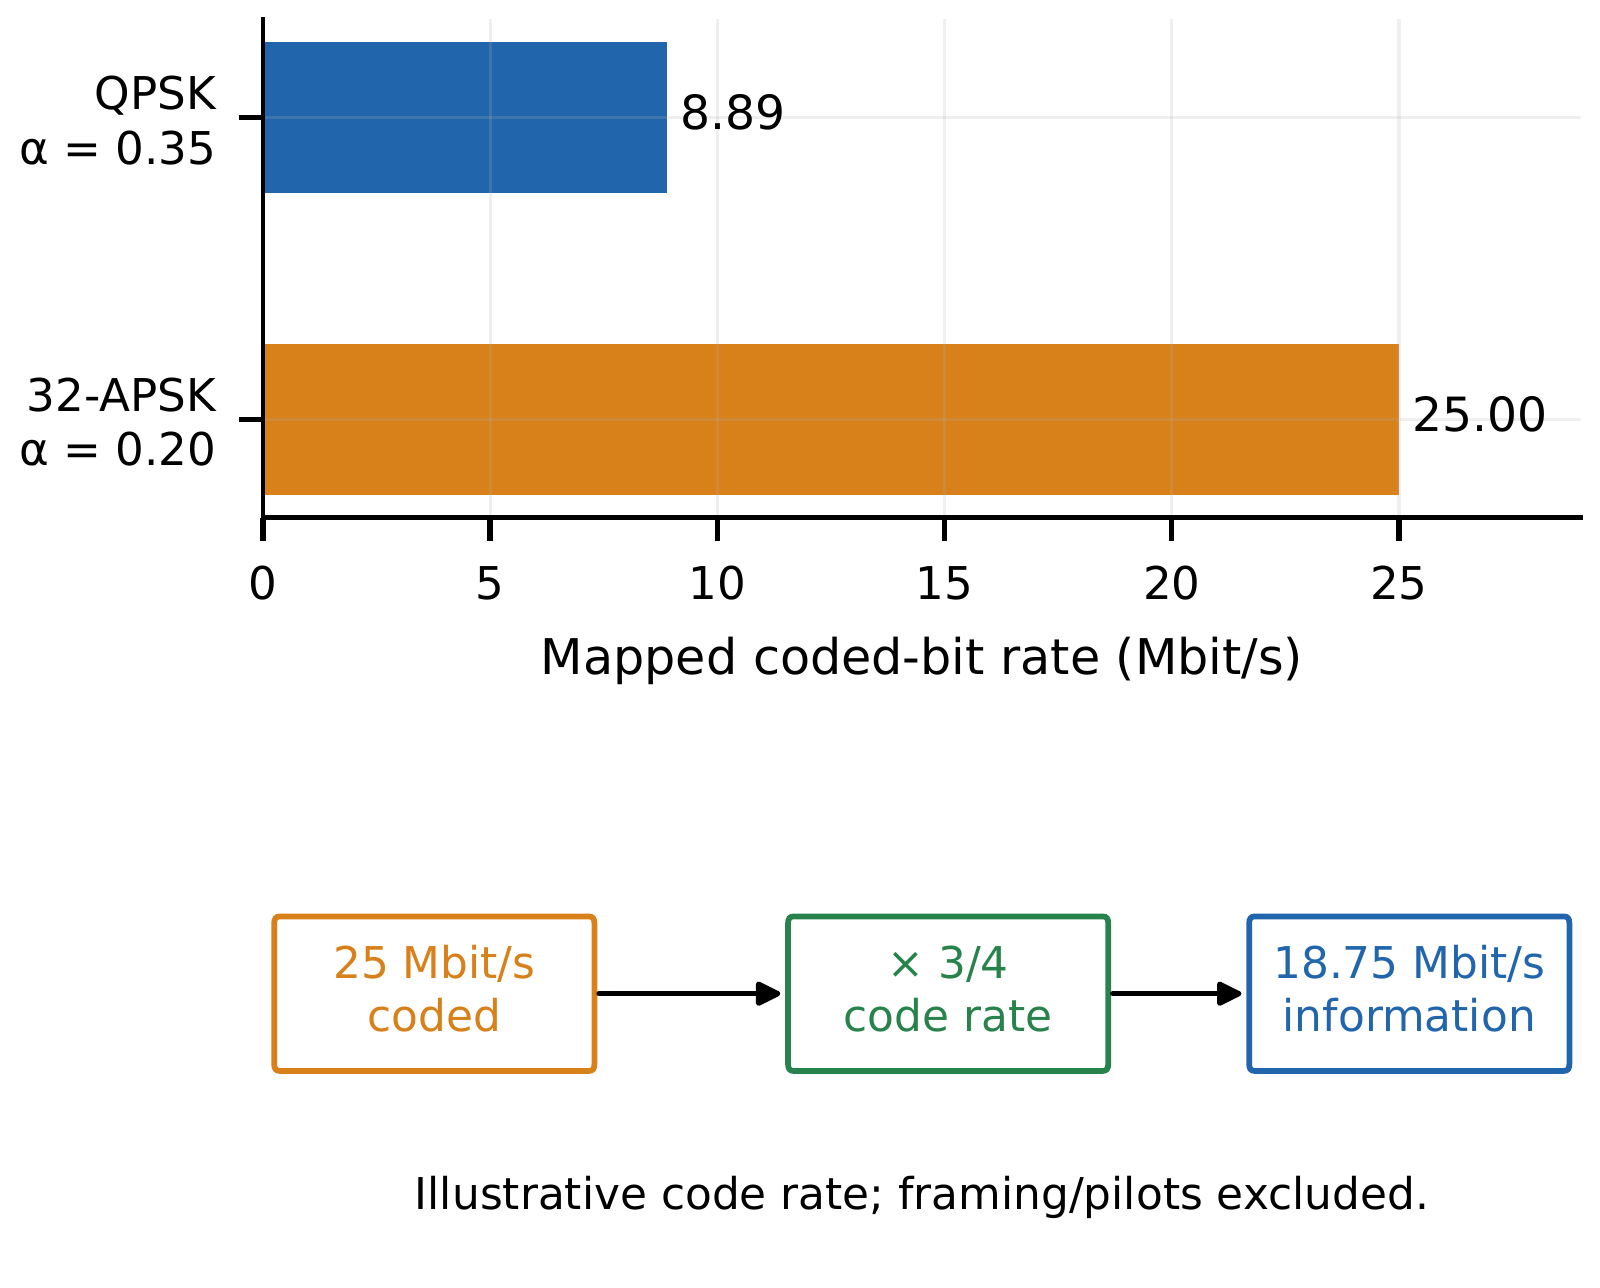 QPSK
α = 0.35
8.89
32-APSK
α = 0.20
25.00
0 5 10 15 20 25
Mapped coded-bit rate (Mbit/s)
25 Mbit/s
coded
× 3/4
code rate
18.75 Mbit/s
information
Illustrative code rate; framing/pilots excluded.